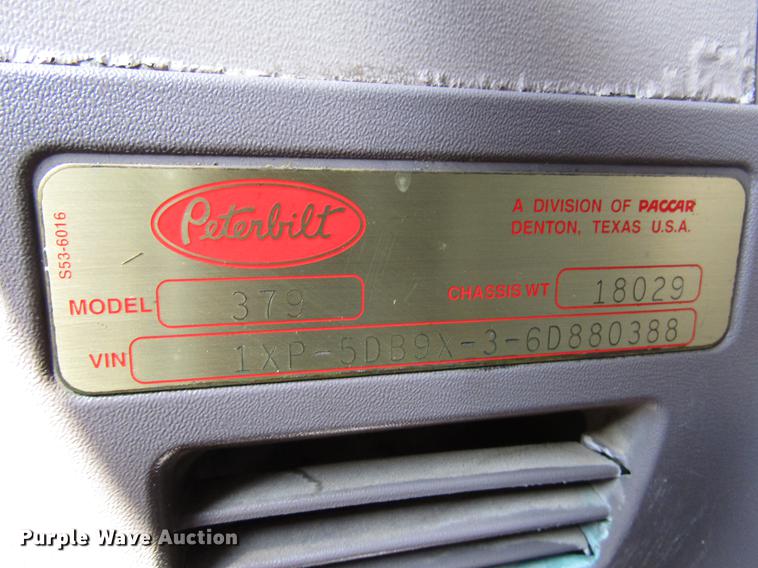 Peterbilt
A DIVISION OF PACCAR
DENTON, TEXAS U.S.A.
S53-6016
MODEL 379
CHASSIS WT 18029
VIN 1XP-5DB9X-3-6D880388
Purple Wave Auction®